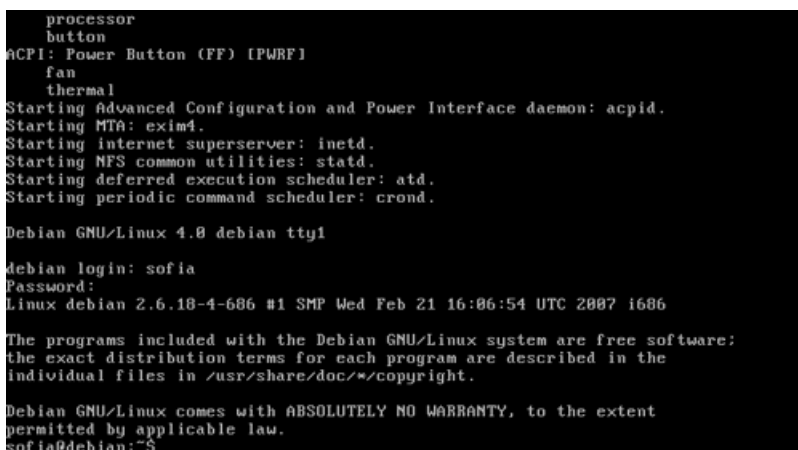 processor
button
ACPI: Power Button (FF) [PWRF]
fan
thermal
Starting Advanced Configuration and Power Interface daemon: acpid.
Starting MTA: exim4.
Starting internet superserver: inetd.
Starting NFS common utilities: statd.
Starting deferred execution scheduler: atd.
Starting periodic command scheduler: crond.
Debian GNU/Linux 4.0 debian tty1
debian login: sofia
Password:
Linux debian 2.6.18-4-686 #1 SMP Wed Feb 21 16:06:54 UTC 2007 i686
The programs included with the Debian GNU/Linux system are free software;
the exact distribution terms for each program are described in the
individual files in /usr/share/doc/*/copyright.
Debian GNU/Linux comes with ABSOLUTELY NO WARRANTY, to the extent
permitted by applicable law.
sofia@debian:~$